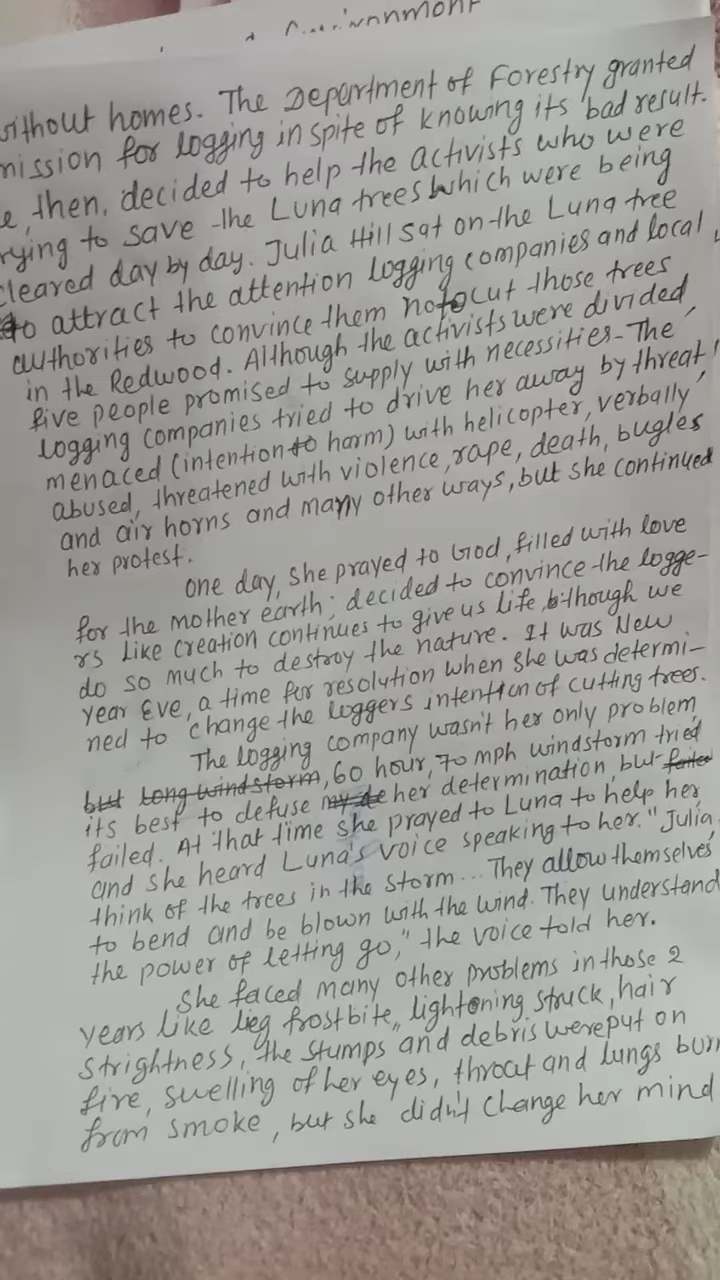 without homes. The Department of Forestry granted
mission for logging inspite of knowing its bad result.
e, then, decided to help the activists who were
rying to save the Luna trees which were being
cleared day by day. Julia Hill sat on the Luna tree
to attract the attention logging companies and local
authorities to convince them not to cut those trees
in the Redwood. Although the activists were divided,
five people promised to supply with necessities. The
logging companies tried to drive her away by threat,
menaced (intention to harm) with helicopter, verbally
abused, threatened with violence, rape, death, bugles
and air horns and many other ways, but she continued
her protest.
one day, she prayed to God, filled with love
for the mother earth; decided to convince the logge-
rs like creation continues to give us life, though we
do so much to destroy the nature. It was New
year Eve, a time for resolution when she was determi-
ned to change the loggers intention of cutting trees.
The logging company wasn't her only problem,
but long windstorm, 60 hour, 70 mph windstorm tried
its best to defuse her determination, but failed
failed. At that time she prayed to Luna to help her,
and she heard Luna's voice speaking to her. "Julia,
think of the trees in the storm... They allow themselves
to bend and be blown with the wind. They understand
the power of letting go," the voice told her.
She faced many other problems in those 2
years like leg frostbite, lightening struck, hair
strightness, the stumps and debris were put on
fire, swelling of her eyes, throat and lungs burn
from smoke, but she didn't change her mind